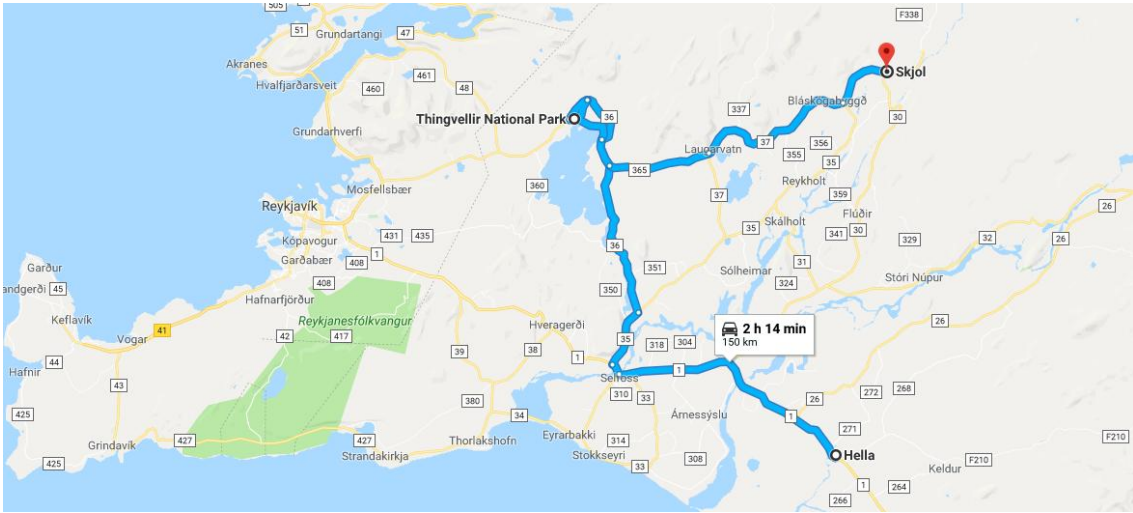 505
F338
51
Grundartangi
47
Akranes
Skjol
Hvalfjarðarsveit
460
461
48
Bláskógabyggð
36
337
30
Thingvellir National Park
Grundarhverfi
37
356
Laugarvatn
355
35
365
Reykholt
Mosfellsbær
360
359
26
Reykjavík
37
Skálholt
Flúðir
Kópavogur
431
435
35
341
30
329
32
26
1
36
Garður
Garðabær
408
31
351
Sólheimar
Stóri Núpur
andgerði
45
408
350
324
Hafnarfjörður
Keflavík
Reykjanesfólkvangur
Hveragerði
26
41
42
417
2 h 14 min
Vogar
35
318
304
150 km
39
38
1
Hafnir
44
Selfoss
1
43
310
33
272
268
380
Árnessýslu
26
425
34
1
Grindavík
427
427
Thorlakshofn
Eyrarbakki
314
271
F210
Strandakirkja
Stokkseyri
308
Hella
F210
425
33
Keldur
1
264
266